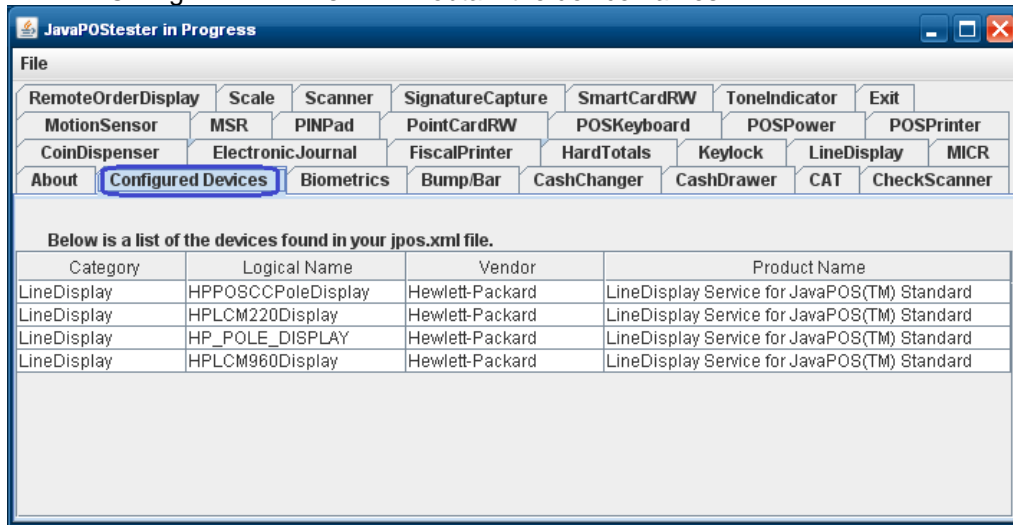 JavaPOStester in Progress
File
RemoteOrderDisplay Scale Scanner SignatureCapture SmartCardRW ToneIndicator Exit
MotionSensor MSR PINPad PointCardRW POSKeyboard POSPower POSPrinter
CoinDispenser ElectronicJournal FiscalPrinter HardTotals Keylock LineDisplay MICR
About Configured Devices Biometrics Bump/Bar CashChanger CashDrawer CAT CheckScanner
Below is a list of the devices found in your jpos.xml file.
Category Logical Name Vendor Product Name
LineDisplay HPPOSCCPoleDisplay Hewlett-Packard LineDisplay Service for JavaPOS(TM) Standard
LineDisplay HPLCM220Display Hewlett-Packard LineDisplay Service for JavaPOS(TM) Standard
LineDisplay HP_POLE_DISPLAY Hewlett-Packard LineDisplay Service for JavaPOS(TM) Standard
LineDisplay HPLCM960Display Hewlett-Packard LineDisplay Service for JavaPOS(TM) Standard